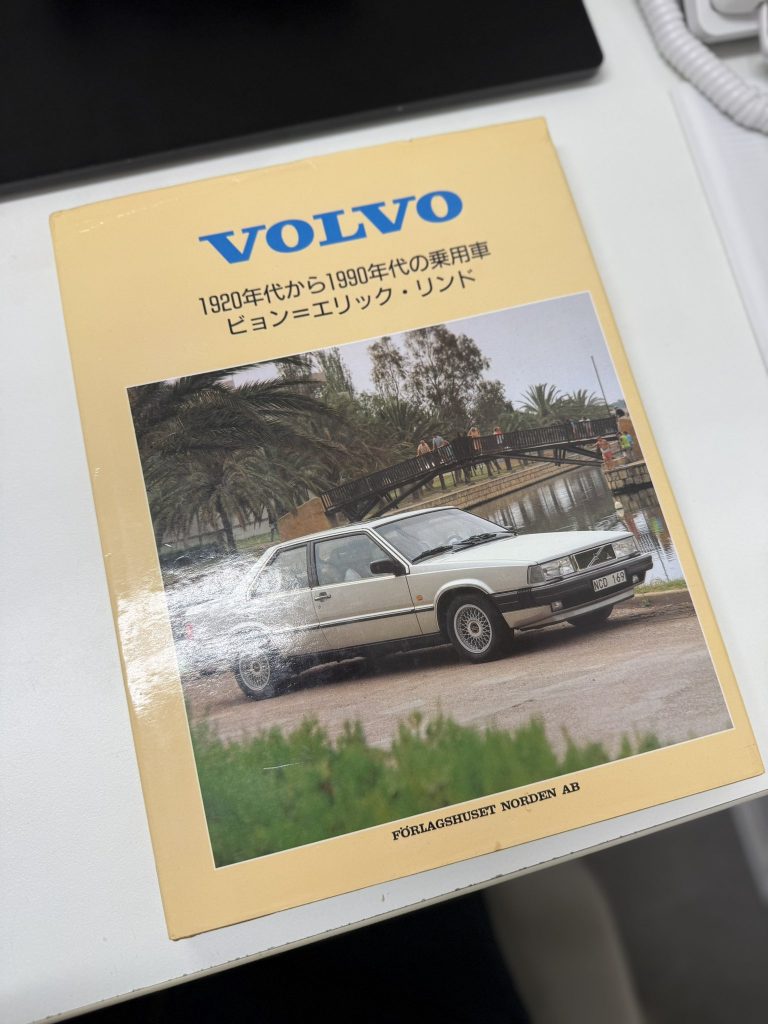 VOLVO
1920年代から1990年代の乗用車
ビョン=エリック・リンド
NCD 169
FÖRLAGSHUSET NORDEN AB